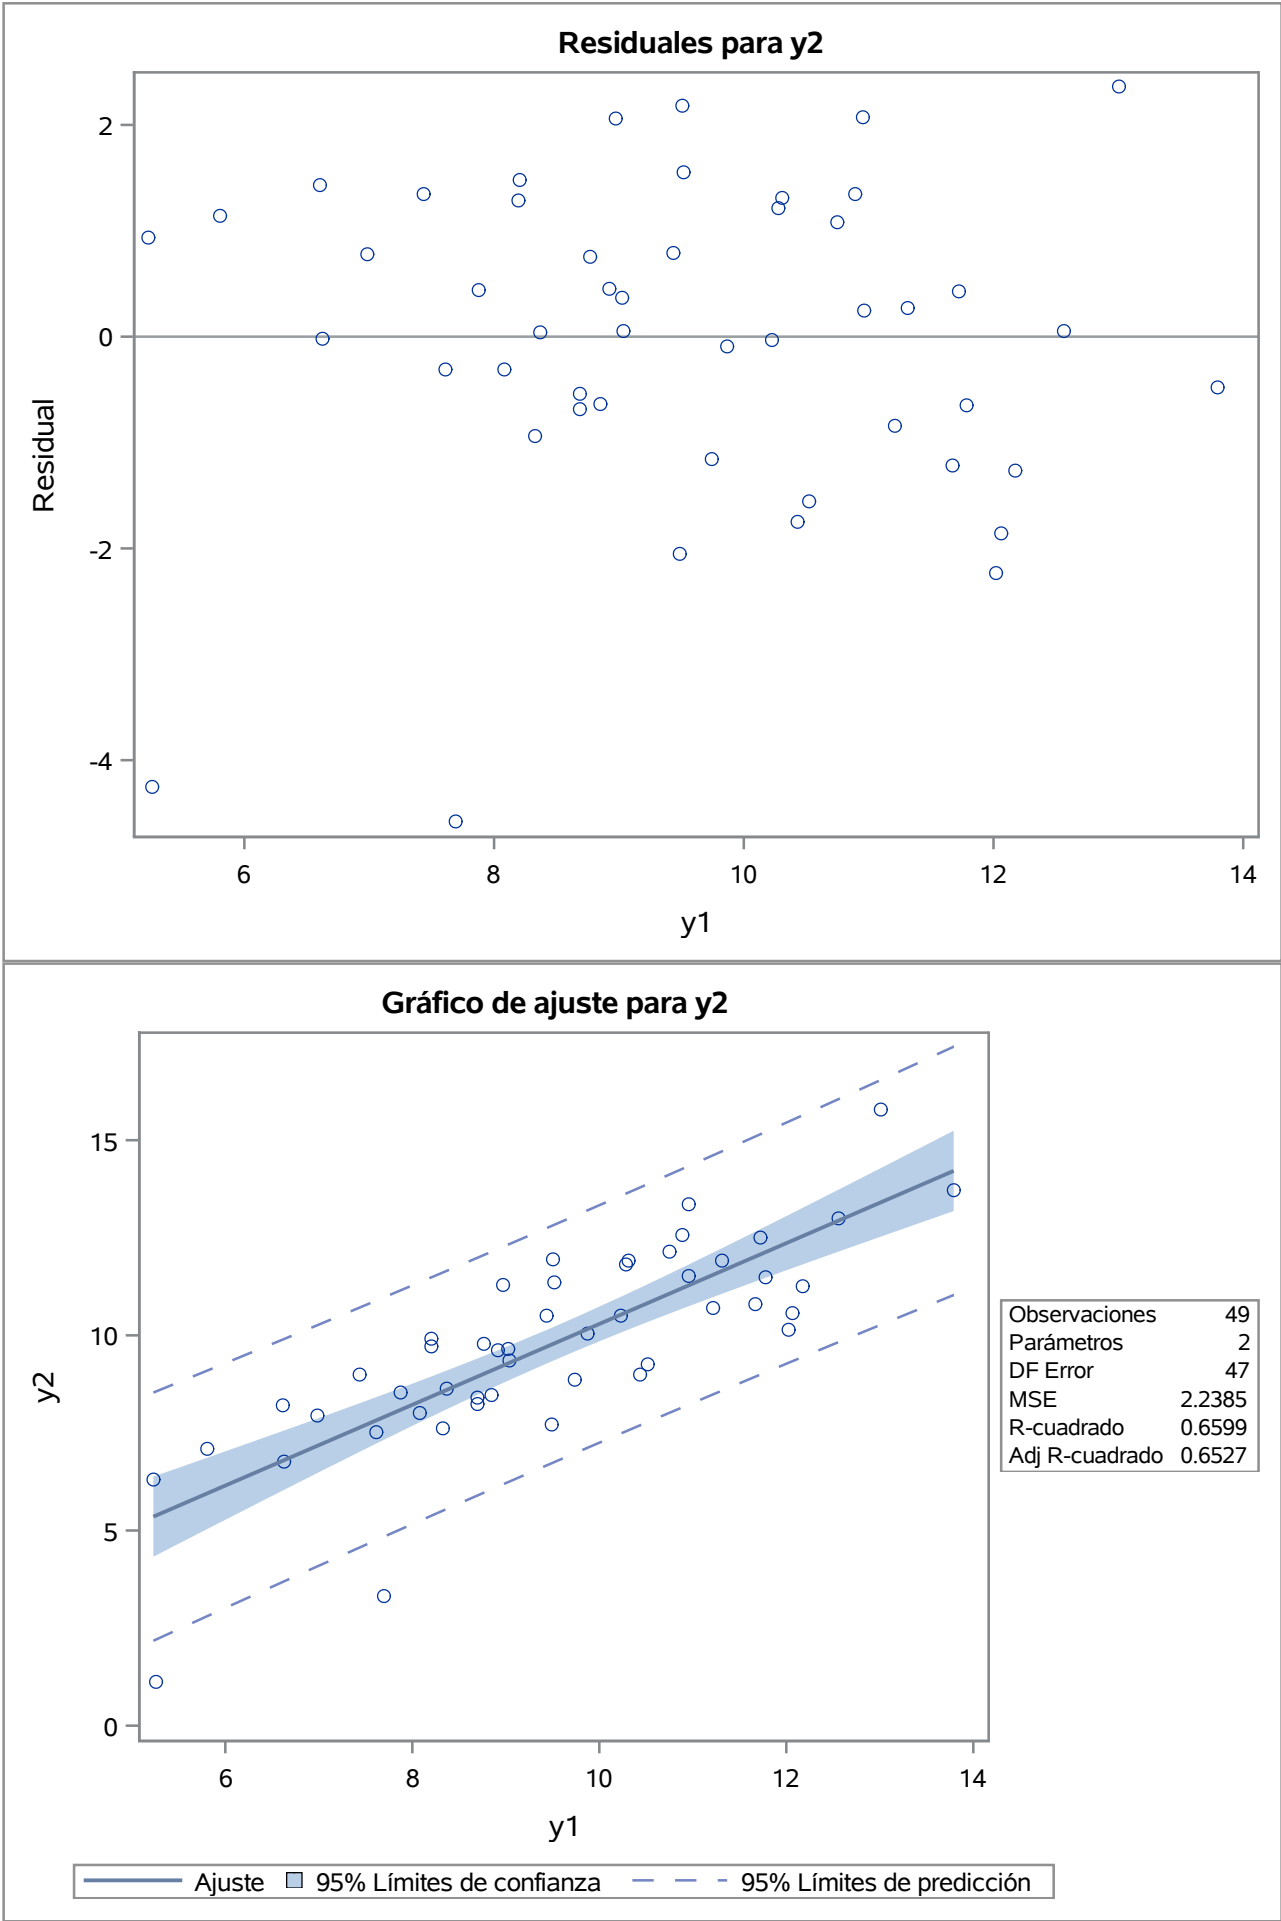 Residuales para y2
2
0
-2
-4
Residual
6 8 10 12 14
y1
Gráfico de ajuste para y2
15
10
5
0
y2
6 8 10 12 14
y1
Observaciones 49
Parámetros 2
DF Error 47
MSE 2.2385
R-cuadrado 0.6599
Adj R-cuadrado 0.6527
Ajuste 95% Límites de confianza 95% Límites de predicción